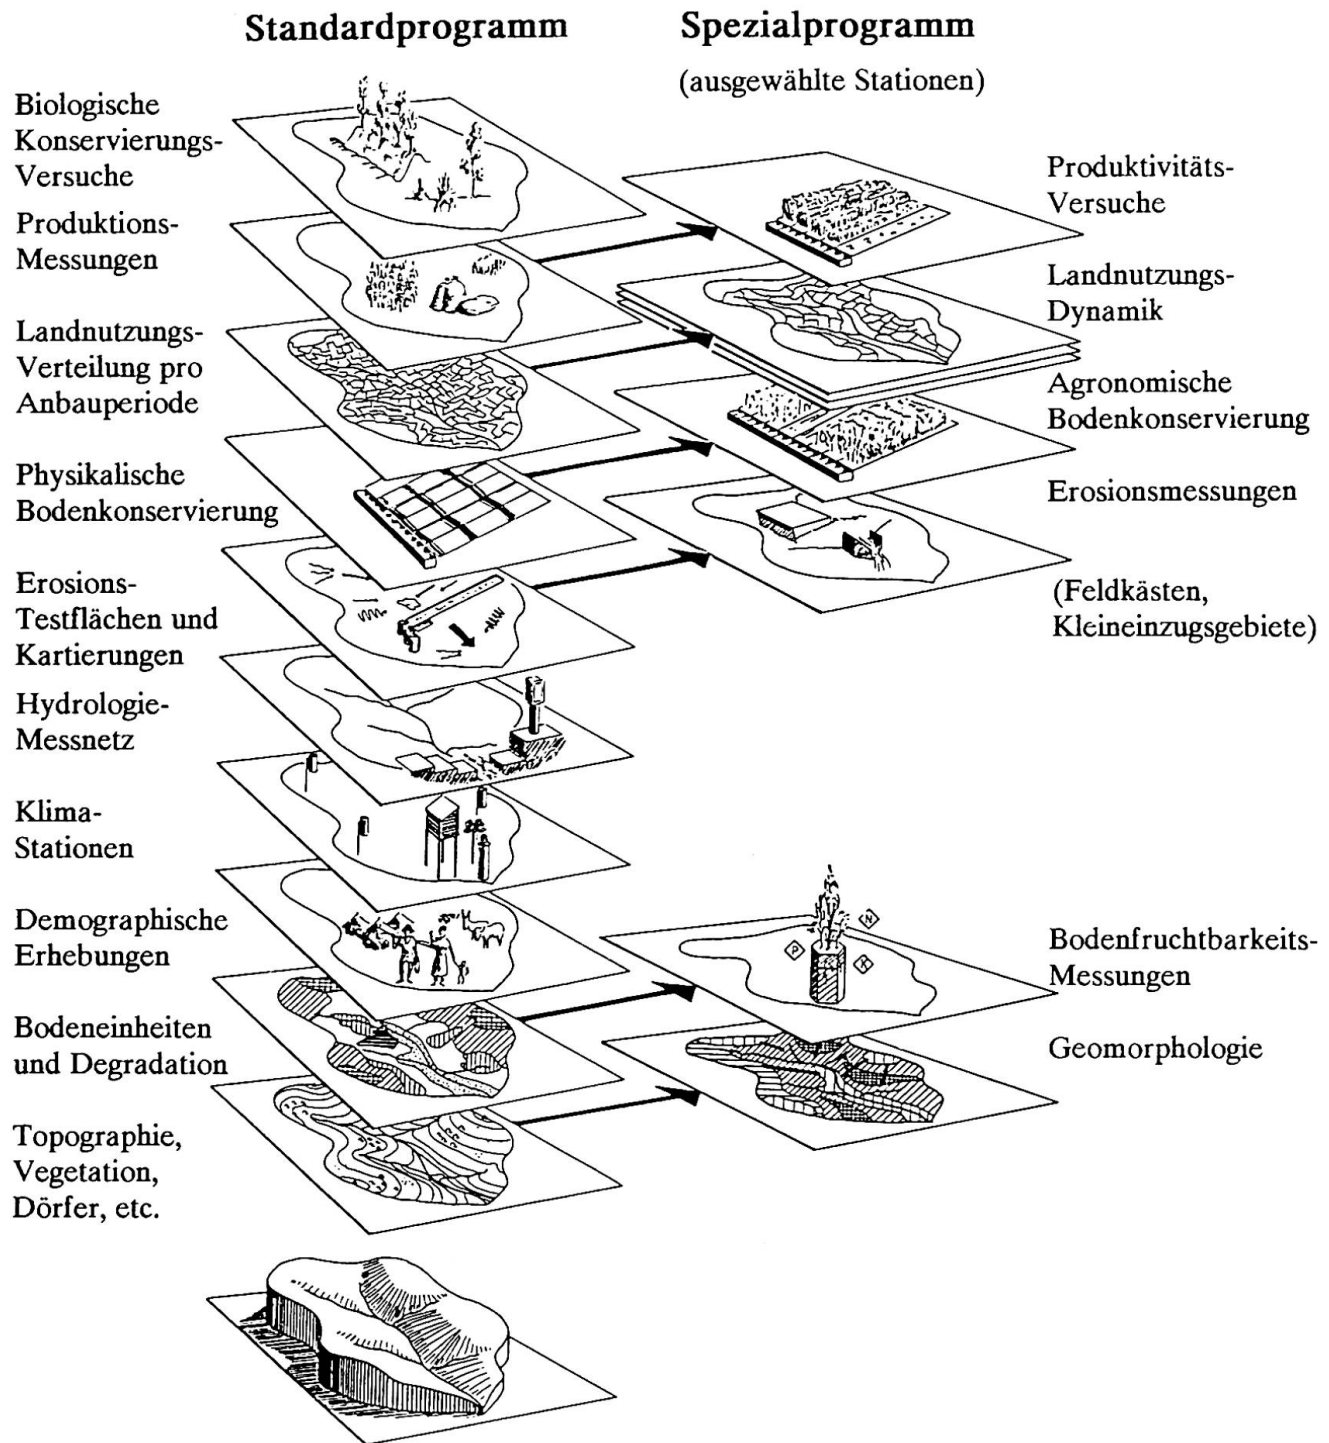 Standardprogramm
Spezialprogramm
(ausgewählte Stationen)
Biologische
Konservierungs-
Versuche
Produktions-
Messungen
Landnutzungs-
Verteilung pro
Anbauperiode
Physikalische
Bodenkonservierung
Erosions-
Testflächen und
Kartierungen
Hydrologie-
Messnetz
Klima-
Stationen
Demographische
Erhebungen
Bodeneinheiten
und Degradation
Topographie,
Vegetation,
Dörfer, etc.
Produktivitäts-
Versuche
Landnutzungs-
Dynamik
Agronomische
Bodenkonservierung
Erosionsmessungen
(Feldkästen,
Kleineinzugsgebiete)
N
P
K
Bodenfruchtbarkeits-
Messungen
Geomorphologie